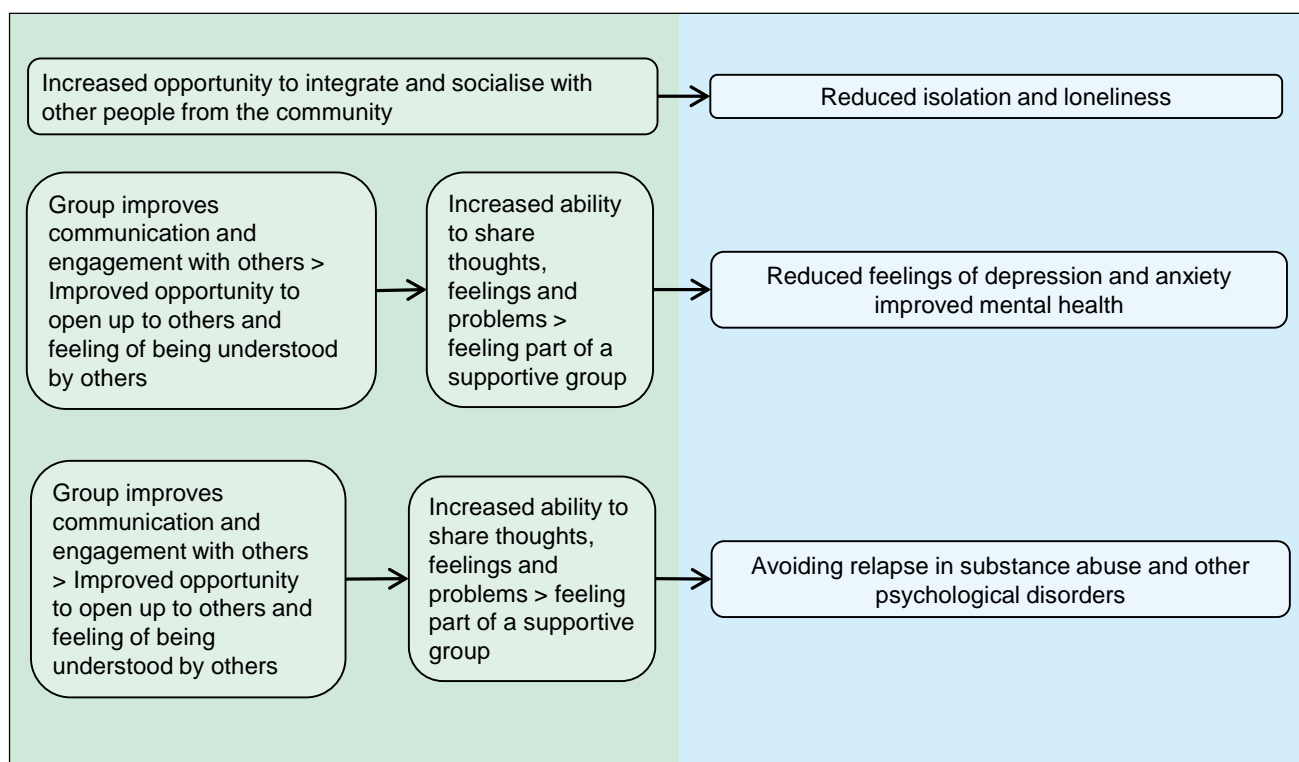 Increased opportunity to integrate and socialise with
other people from the community
Reduced isolation and loneliness
Group improves
communication and
engagement with others >
Improved opportunity to
open up to others and
feeling of being understood
by others
Increased ability
to share
thoughts,
feelings and
problems >
feeling part of a
supportive group
Reduced feelings of depression and anxiety
improved mental health
Group improves
communication and
engagement with others
> Improved opportunity
to open up to others and
feeling of being
understood by others
Increased ability to
share thoughts,
feelings and
problems > feeling
part of a supportive
group
Avoiding relapse in substance abuse and other
psychological disorders